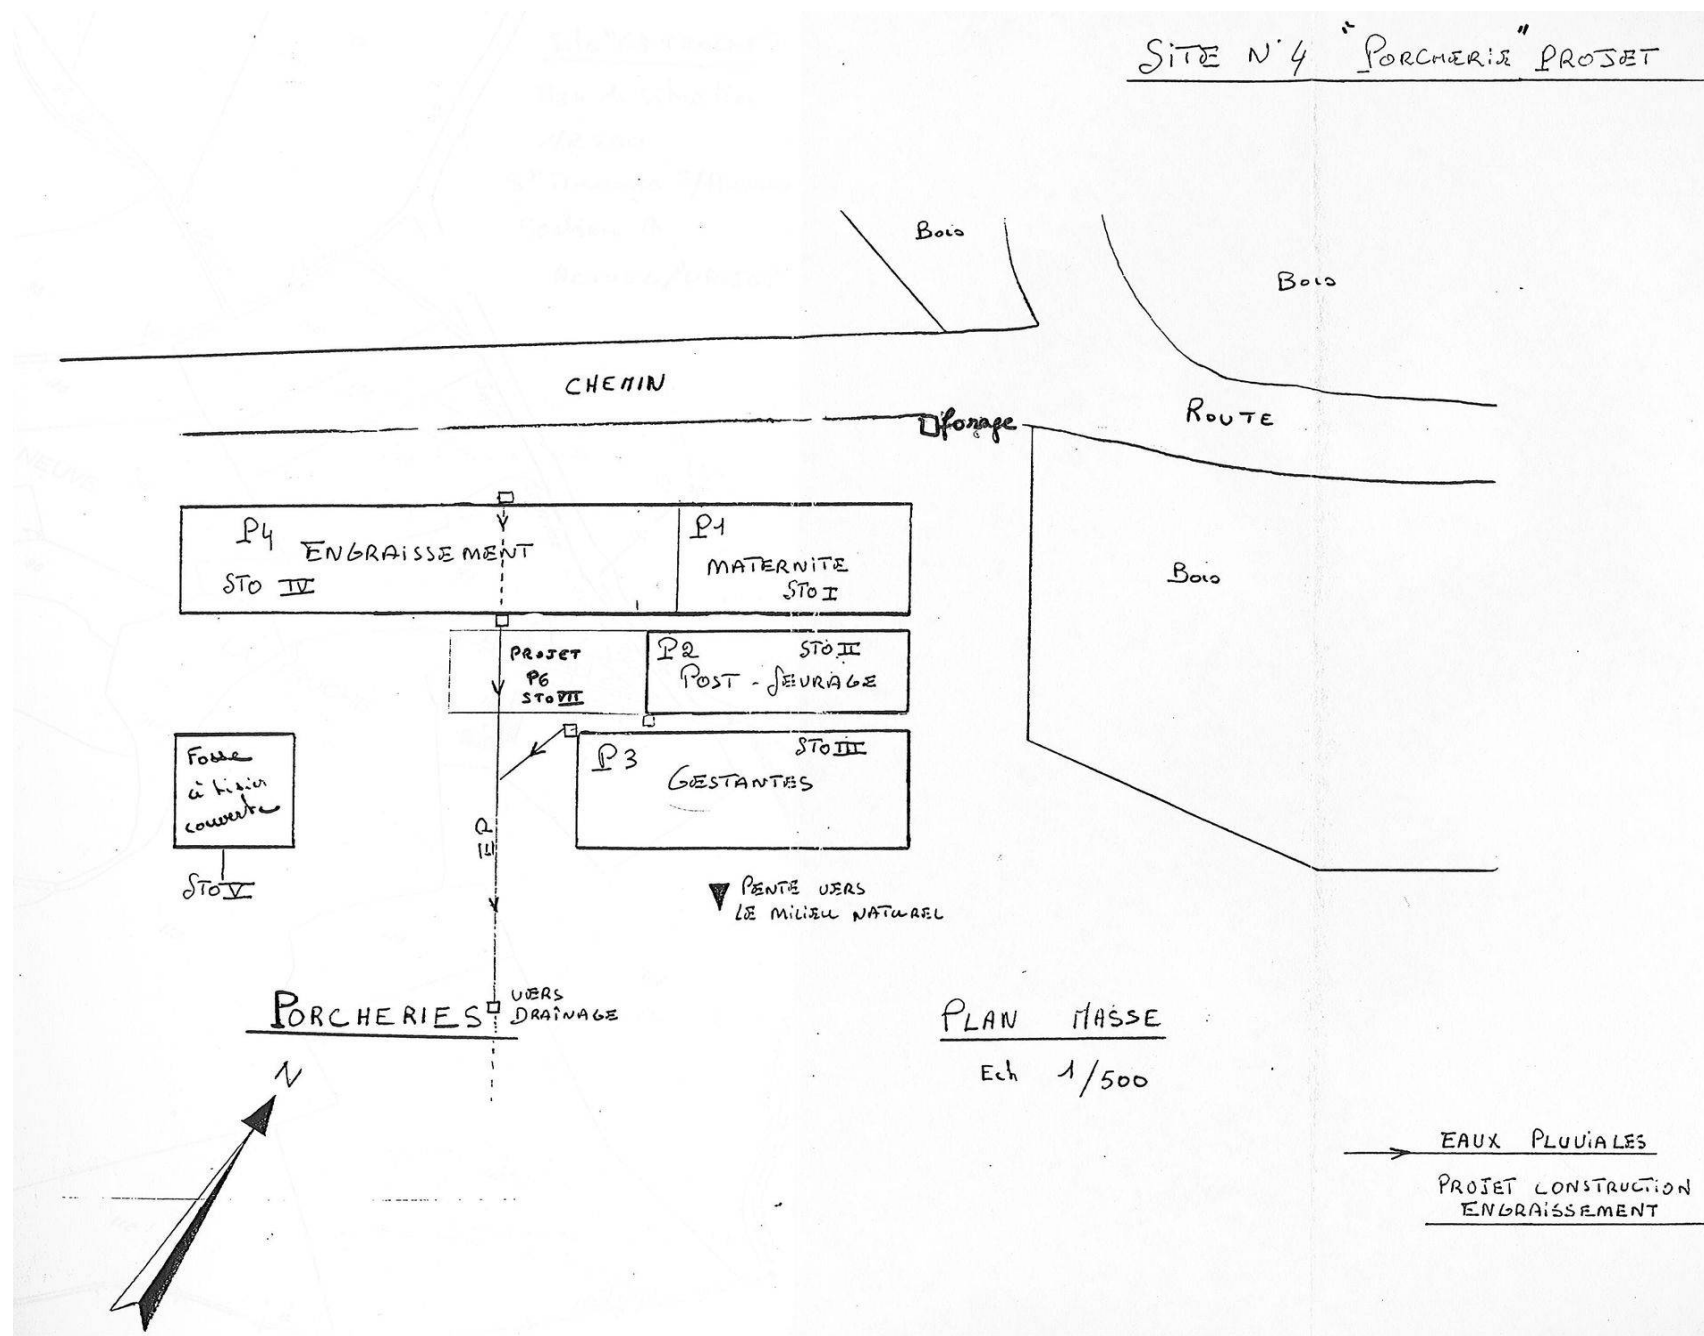 SITE N°4 "PORCHERIE" PROJET
Bois
Bois
CHEMIN
ROUTE
forage
P4
ENGRAISSEMENT
STO IV
P1
MATERNITE
STO I
Bois
PROJET
P6
STO VII
P2 STO II
POST-SEVRAGE
P3 STO III
GESTANTES
Fosse
à lisier
couverte
STO V
EP
PENTE VERS
LE MILIEU NATUREL
PORCHERIES
VERS
DRAINAGE
PLAN MASSE
Ech 1/500
N
EAUX PLUVIALES
PROJET CONSTRUCTION
ENGRAISSEMENT